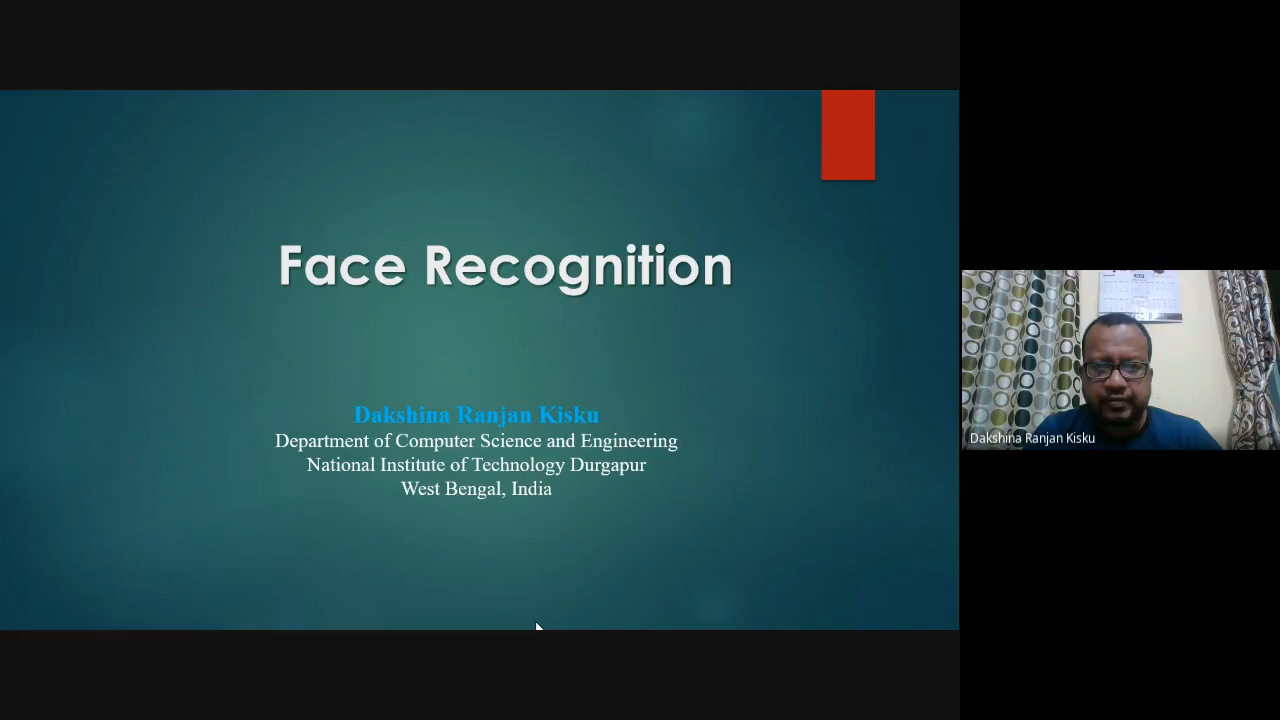 Face Recognition
Dakshina Ranjan Kisku
Department of Computer Science and Engineering
National Institute of Technology Durgapur
West Bengal, India
Dakshina Ranjan Kisku